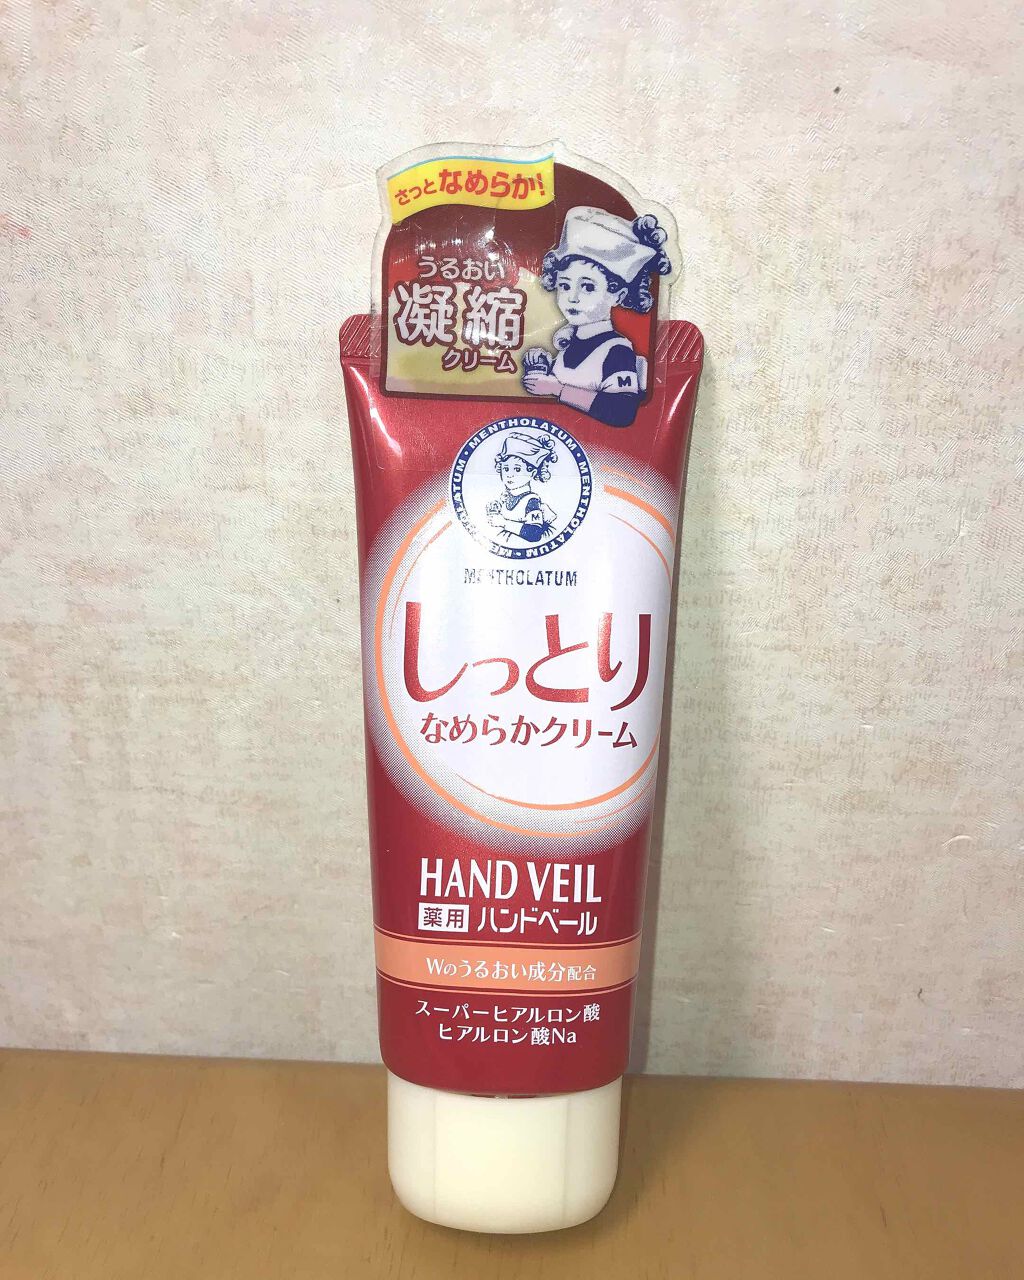 さっとなめらか!
うるおい
凝縮
クリーム
M
MENTHOLATUM • MENTHOLATUM • MENTHOLATUM •
M
MENTHOLATUM
しっとり
なめらかクリーム
HAND VEIL
薬用 ハンドベール
Wのうるおい成分配合
スーパーヒアルロン酸
ヒアルロン酸Na